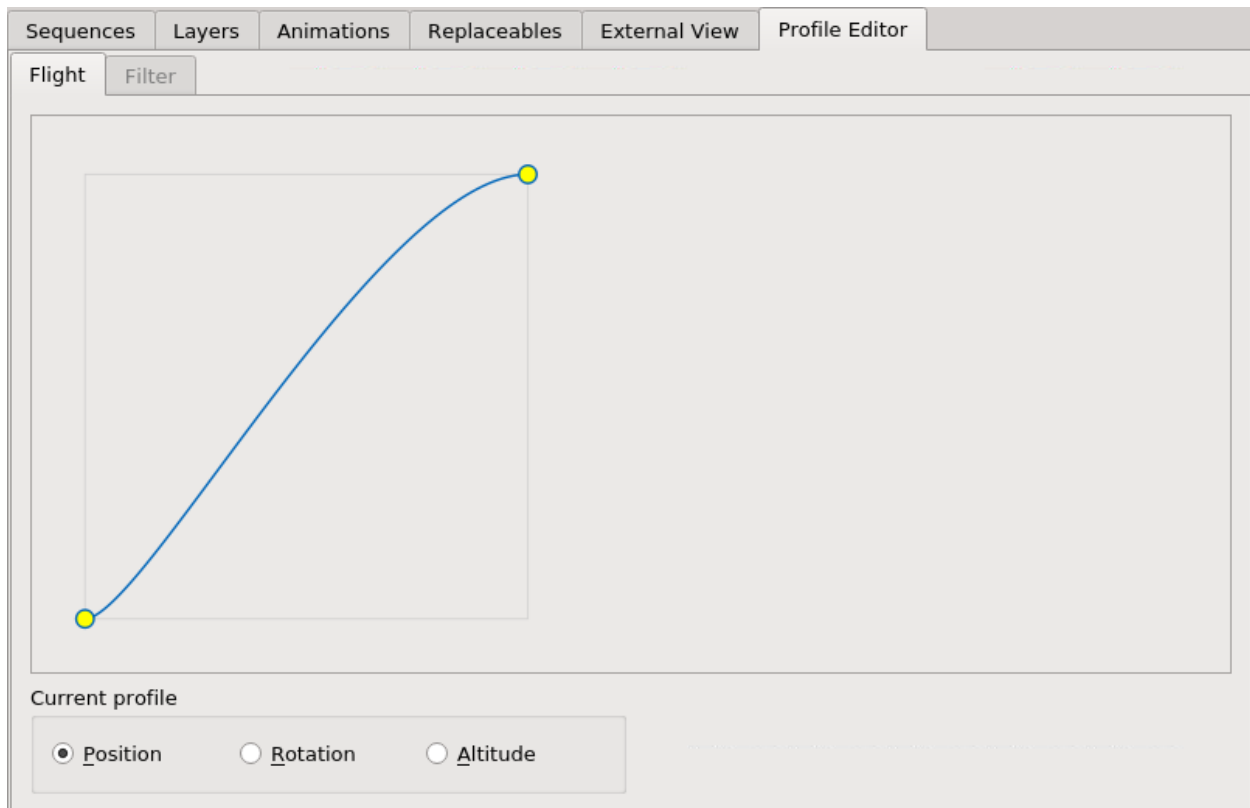 Sequences Layers Animations Replaceables External View Profile Editor
Flight Filter
Current profile
Position Rotation Altitude